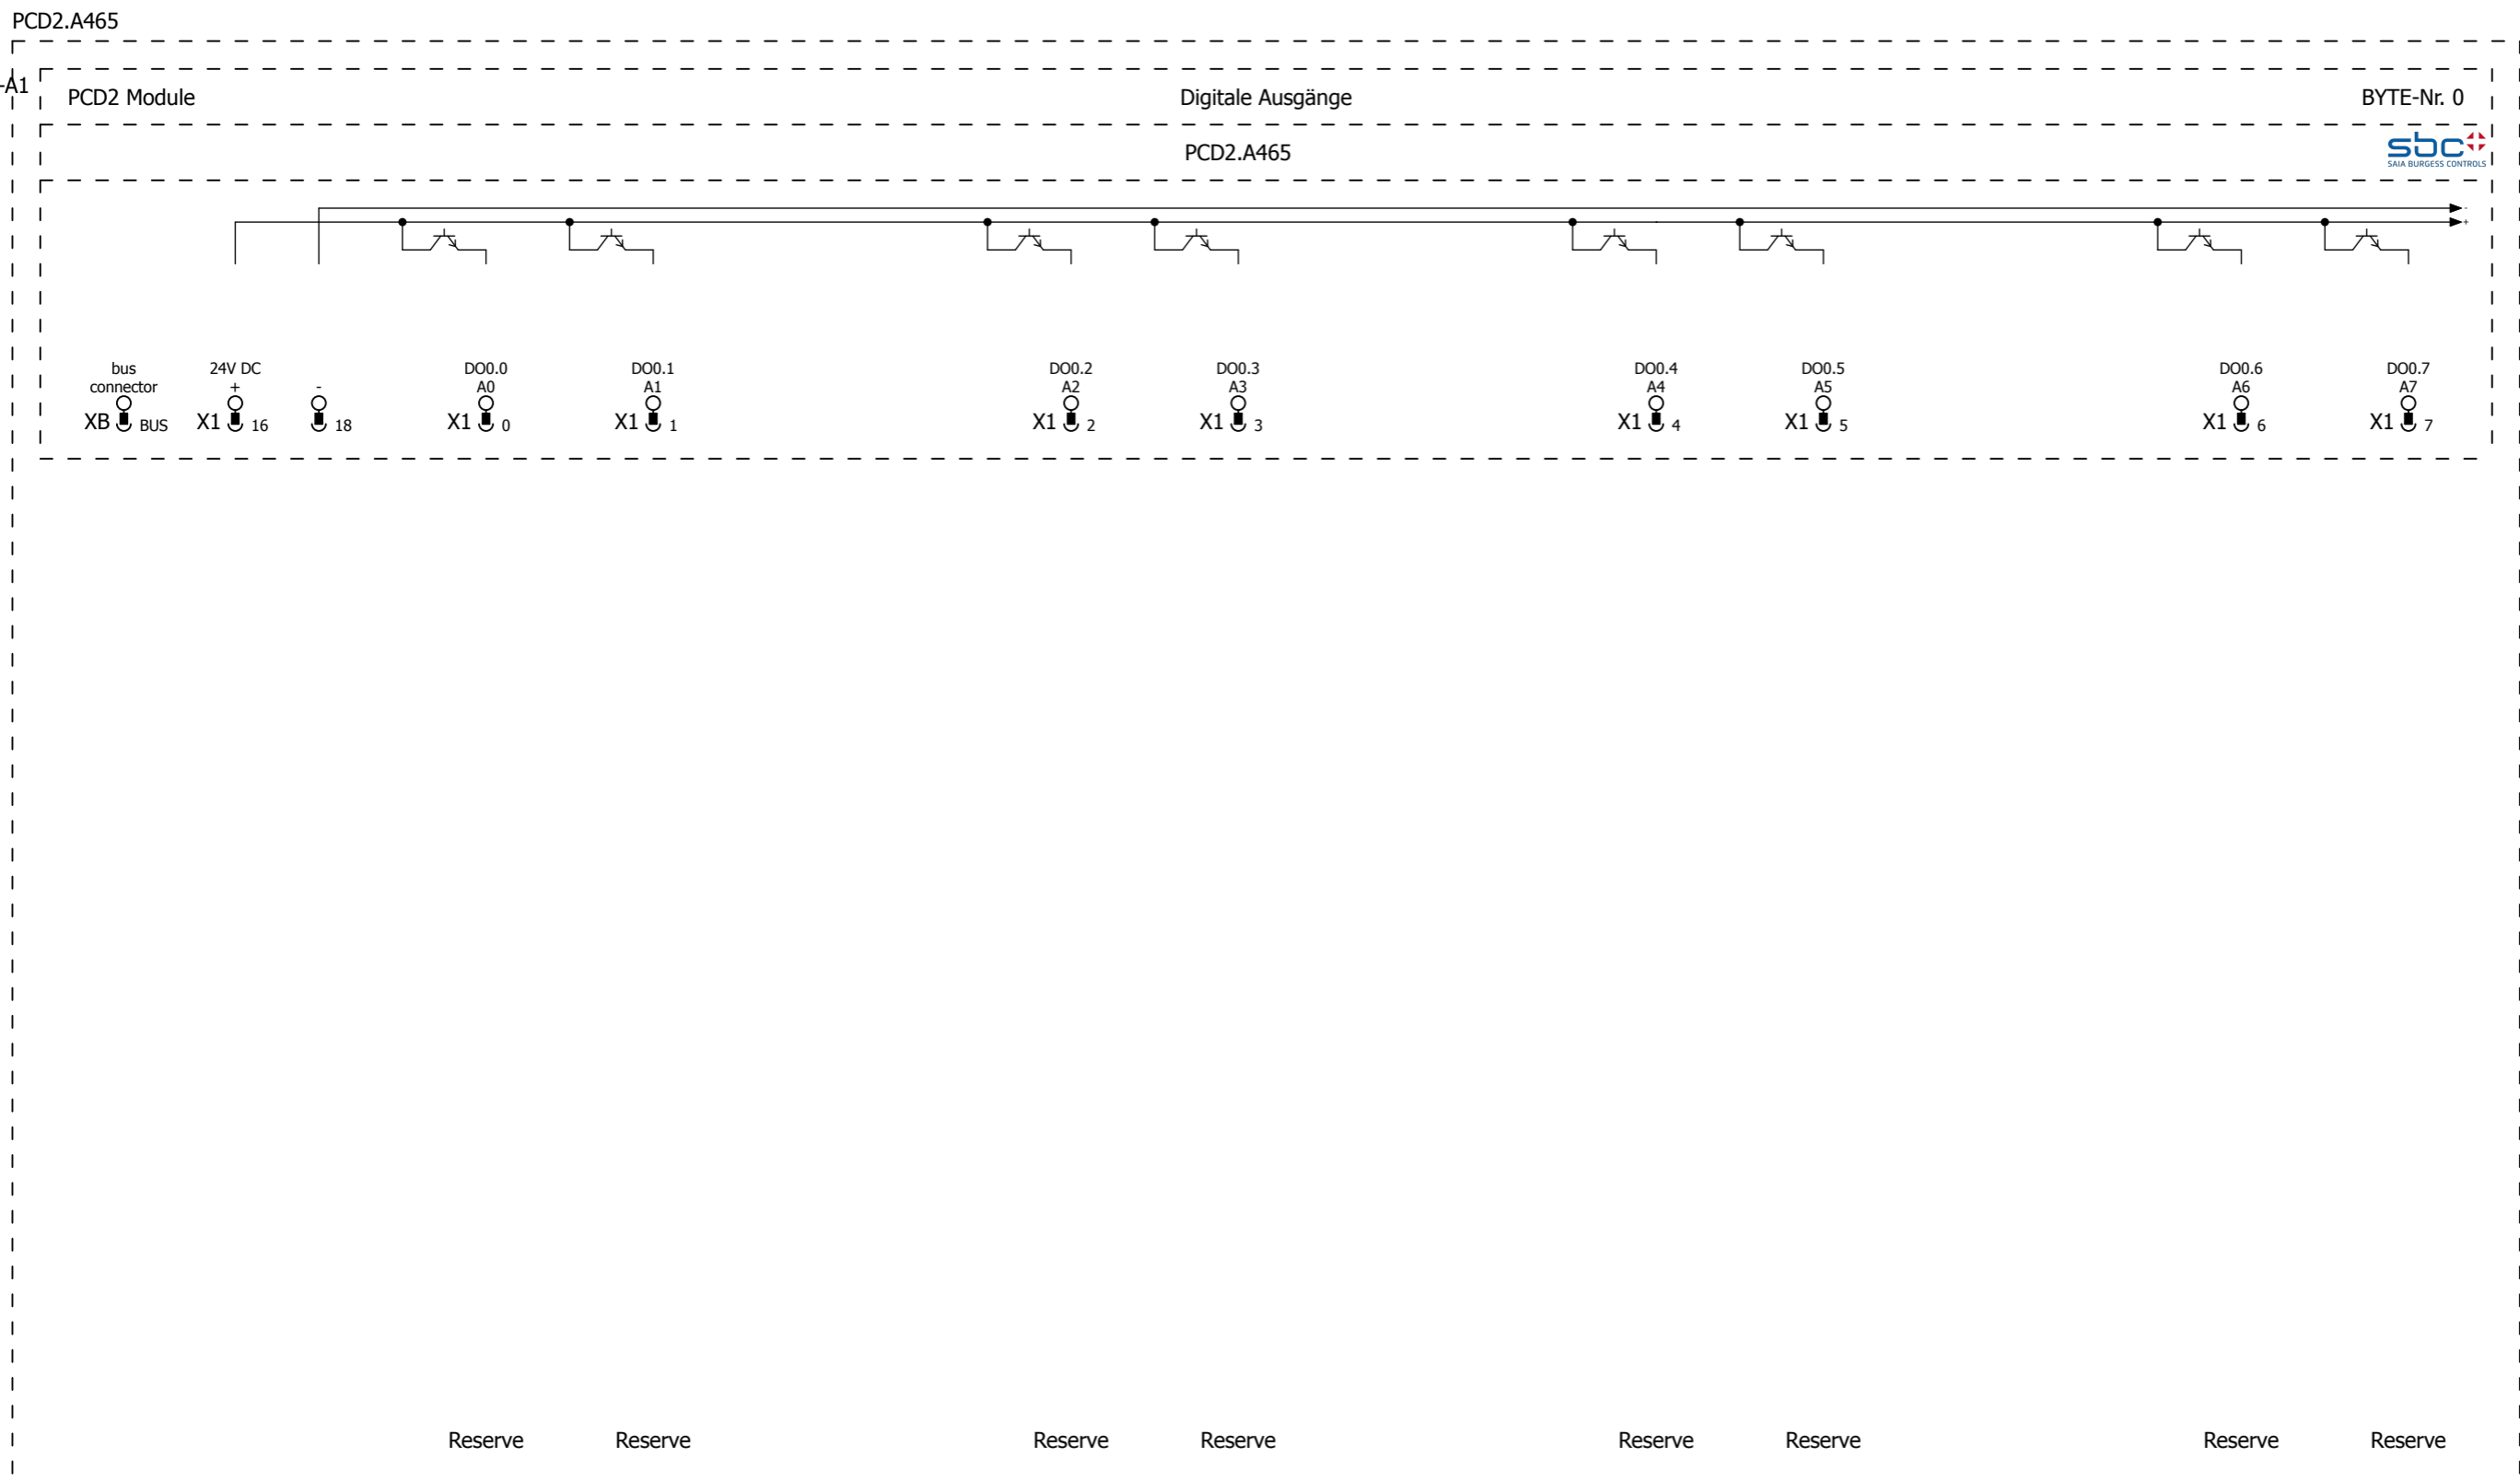 PCD2.A465
-A1
PCD2 Module Digitale Ausgänge BYTE-Nr. 0
PCD2.A465
sbc
SAIA BURGESS CONTROLS
-
+
bus 24V DC DO0.0 DO0.1 DO0.2 DO0.3 DO0.4 DO0.5 DO0.6 DO0.7
connector + - A0 A1 A2 A3 A4 A5 A6 A7
XB BUS X1 16 18 X1 0 X1 1 X1 2 X1 3 X1 4 X1 5 X1 6 X1 7
Reserve Reserve Reserve Reserve Reserve Reserve Reserve Reserve